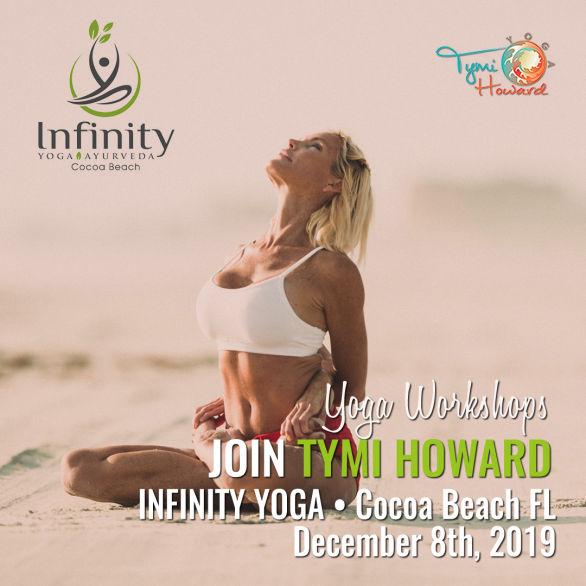 Infinity
YOGA AYURVEDA
Cocoa Beach
YOGA
Tymi
Howard
Yoga Workshops
JOIN TYMI HOWARD
INFINITY YOGA • Cocoa Beach FL
December 8th, 2019